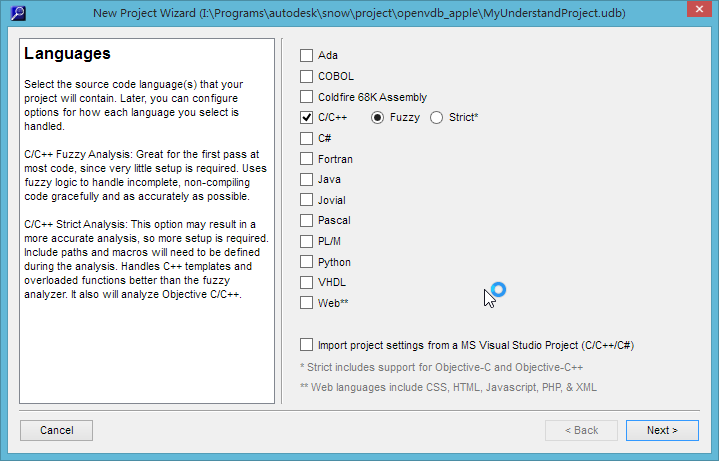 New Project Wizard (I:\Programs\autodesk\snow\project\openvdb_apple\MyUnderstandProject.udb)
Languages
Select the source code language(s) that your
project will contain. Later, you can configure
options for how each language you select is
handled.
C/C++ Fuzzy Analysis: Great for the first pass at
most code, since very little setup is required. Uses
fuzzy logic to handle incomplete, non-compiling
code gracefully and as accurately as possible.
C/C++ Strict Analysis: This option may result in a
more accurate analysis, so more setup is required.
Include paths and macros will need to be defined
during the analysis. Handles C++ templates and
overloaded functions better than the fuzzy
analyzer. It also will analyze Objective C/C++.
Ada
COBOL
Coldfire 68K Assembly
C/C++ Fuzzy Strict*
C#
Fortran
Java
Jovial
Pascal
PL/M
Python
VHDL
Web**
Import project settings from a MS Visual Studio Project (C/C++/C#)
* Strict includes support for Objective-C and Objective-C++
** Web languages include CSS, HTML, Javascript, PHP, & XML
Cancel < Back Next >